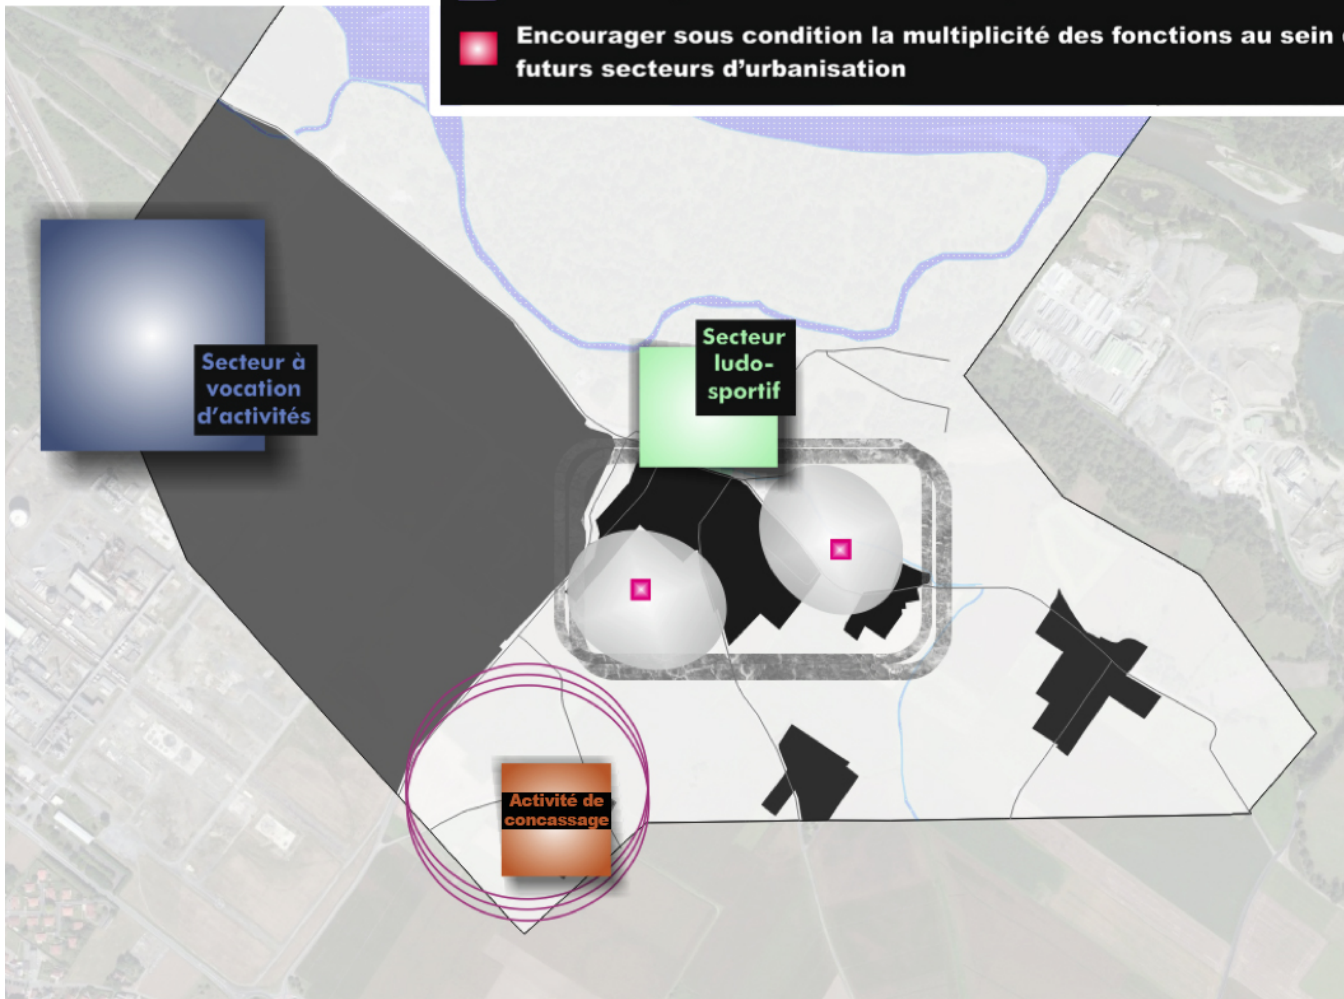 Encourager sous condition la multiplicité des fonctions au sein
futurs secteurs d'urbanisation
Secteur
ludo-
sportif
Secteur à
vocation
d'activités
Activité de
concassage